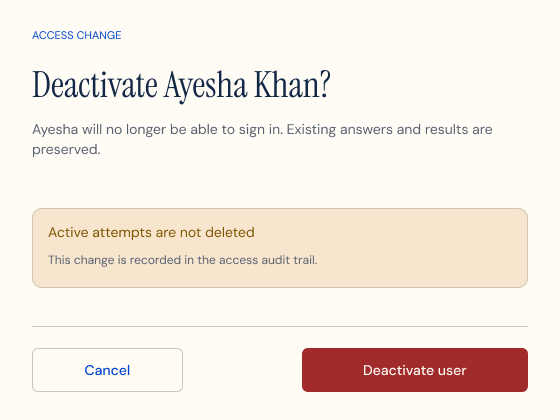 ACCESS CHANGE
Deactivate Ayesha Khan?
Ayesha will no longer be able to sign in. Existing answers and results are
preserved.
Active attempts are not deleted
This change is recorded in the access audit trail.
Cancel
Deactivate user